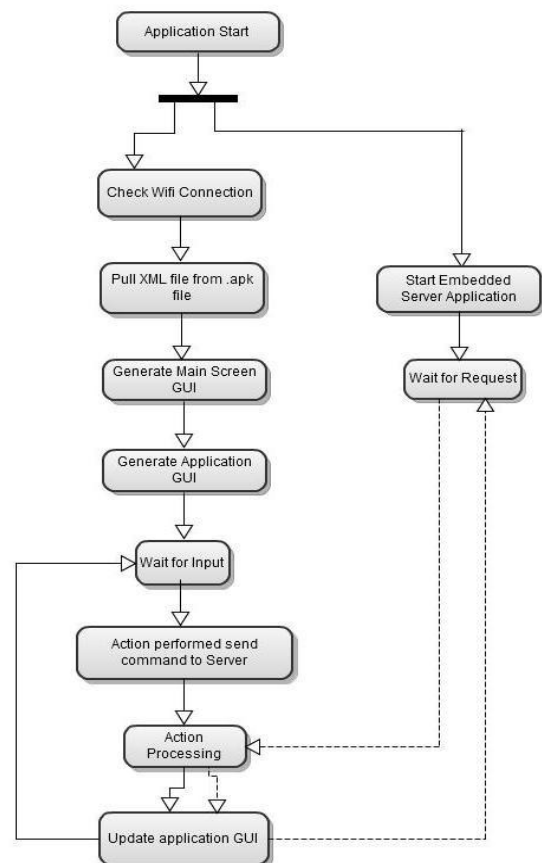 Application Start
Check Wifi Connection
Pull XML file from .apk
file
Start Embedded
Server Application
Generate Main Screen
GUI
Wait for Request
Generate Application
GUI
Wait for Input
Action performed send
command to Server
Action
Processing
Update application GUI